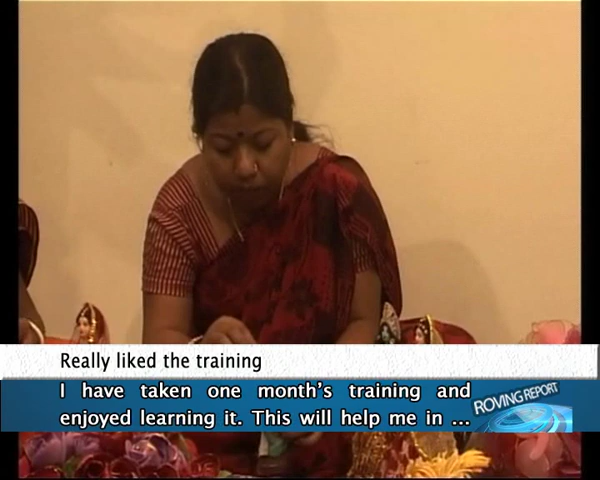 Really liked the training
I have taken one month's training and
enjoyed learning it. This will help me in ...
ROVING REPORT